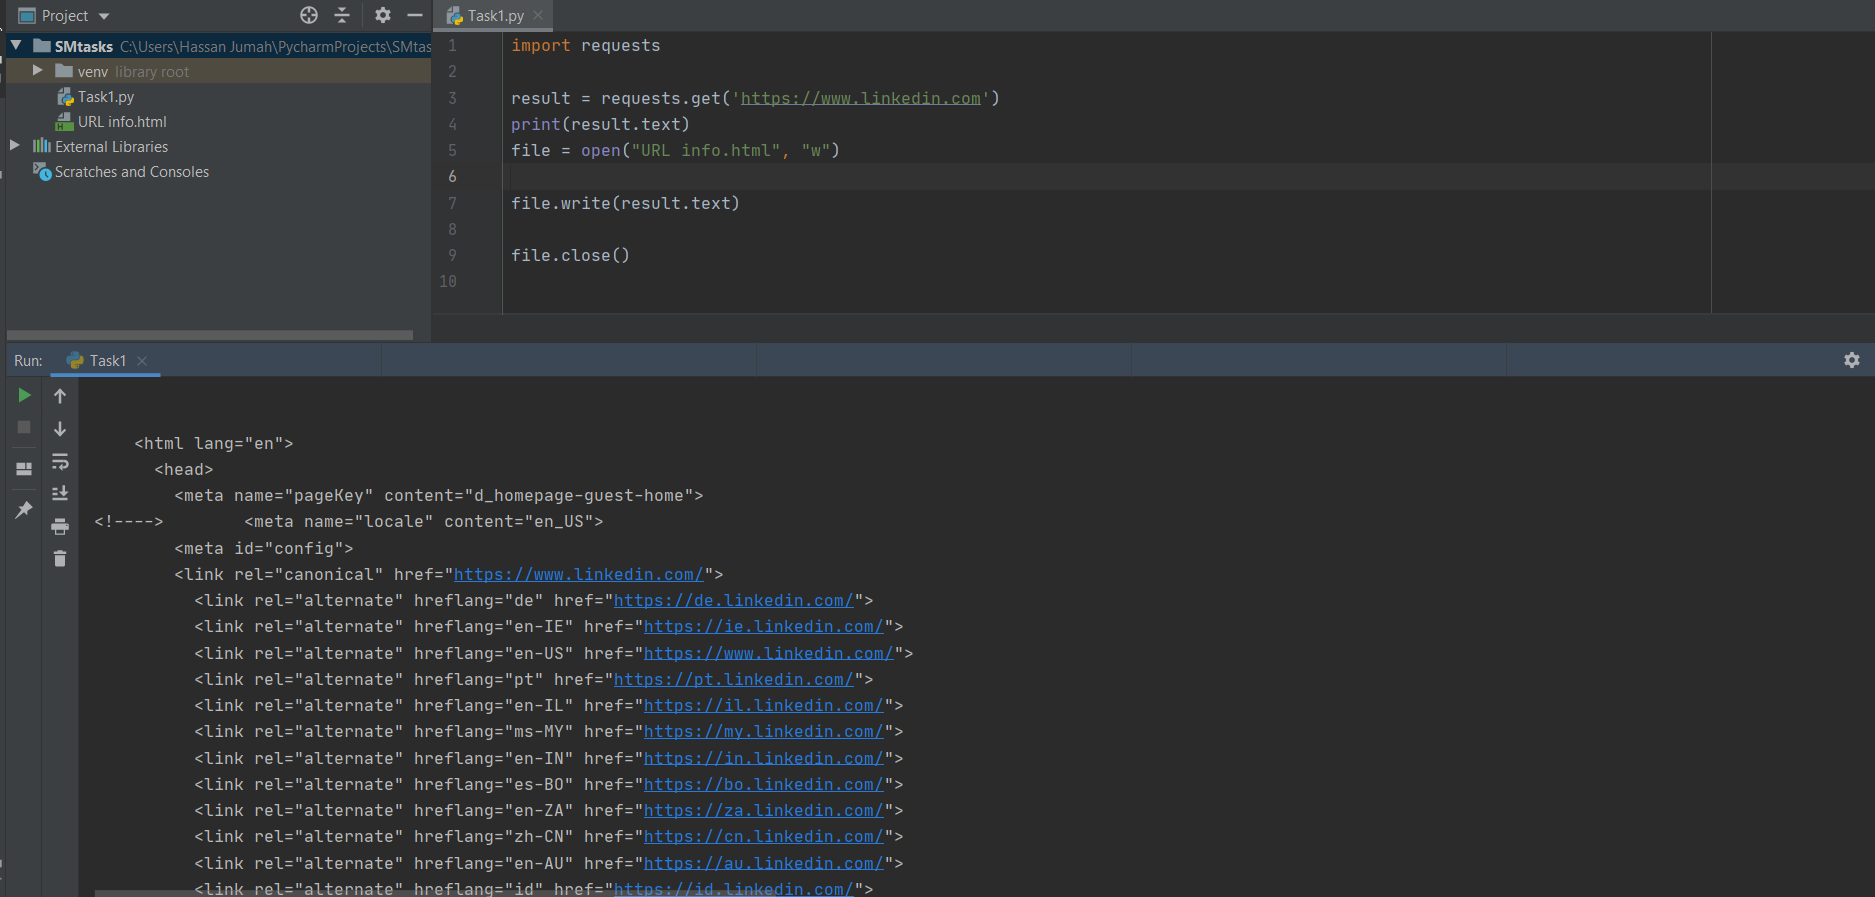 Project
SMtasks C:\Users\Hassan Jumah\PycharmProjects\SMtas
venv library root
Task1.py
URL info.html
External Libraries
Scratches and Consoles
Task1.py
1 import requests
2
3 result = requests.get('https://www.linkedin.com')
4 print(result.text)
5 file = open("URL info.html", "w")
6
7 file.write(result.text)
8
9 file.close()
10
Run: Task1
<html lang="en">
<head>
<meta name="pageKey" content="d_homepage-guest-home">
<!----> <meta name="locale" content="en_US">
<meta id="config">
<link rel="canonical" href="https://www.linkedin.com/">
<link rel="alternate" hreflang="de" href="https://de.linkedin.com/">
<link rel="alternate" hreflang="en-IE" href="https://ie.linkedin.com/">
<link rel="alternate" hreflang="en-US" href="https://www.linkedin.com/">
<link rel="alternate" hreflang="pt" href="https://pt.linkedin.com/">
<link rel="alternate" hreflang="en-IL" href="https://il.linkedin.com/">
<link rel="alternate" hreflang="ms-MY" href="https://my.linkedin.com/">
<link rel="alternate" hreflang="en-IN" href="https://in.linkedin.com/">
<link rel="alternate" hreflang="es-BO" href="https://bo.linkedin.com/">
<link rel="alternate" hreflang="en-ZA" href="https://za.linkedin.com/">
<link rel="alternate" hreflang="zh-CN" href="https://cn.linkedin.com/">
<link rel="alternate" hreflang="en-AU" href="https://au.linkedin.com/">
<link rel="alternate" hreflang="id" href="https://id.linkedin.com/">